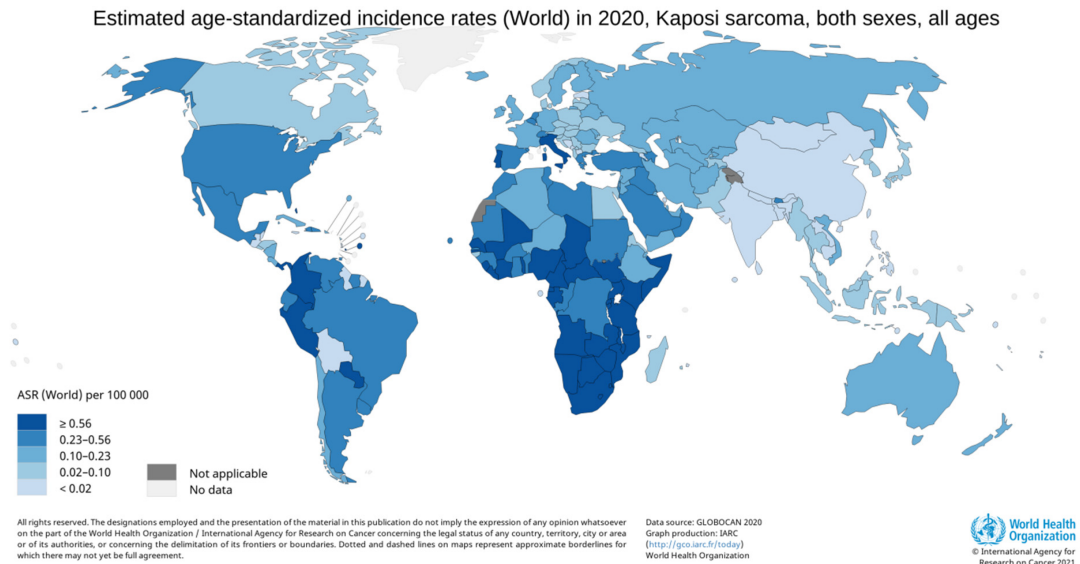 Estimated age-standardized incidence rates (World) in 2020, Kaposi sarcoma, both sexes, all ages
ASR (World) per 100 000
≥ 0.56
0.23–0.56
0.10–0.23
0.02–0.10
< 0.02
Not applicable
No data
All rights reserved. The designations employed and the presentation of the material in this publication do not imply the expression of any opinion whatsoever
on the part of the World Health Organization / International Agency for Research on Cancer concerning the legal status of any country, territory, city or area
or of its authorities, or concerning the delimitation of its frontiers or boundaries. Dotted and dashed lines on maps represent approximate borderlines for
which there may not yet be full agreement.
Data source: GLOBOCAN 2020
Graph production: IARC
(http://gco.iarc.fr/today)
World Health Organization
World Health
Organization
© International Agency for
Research on Cancer 2021